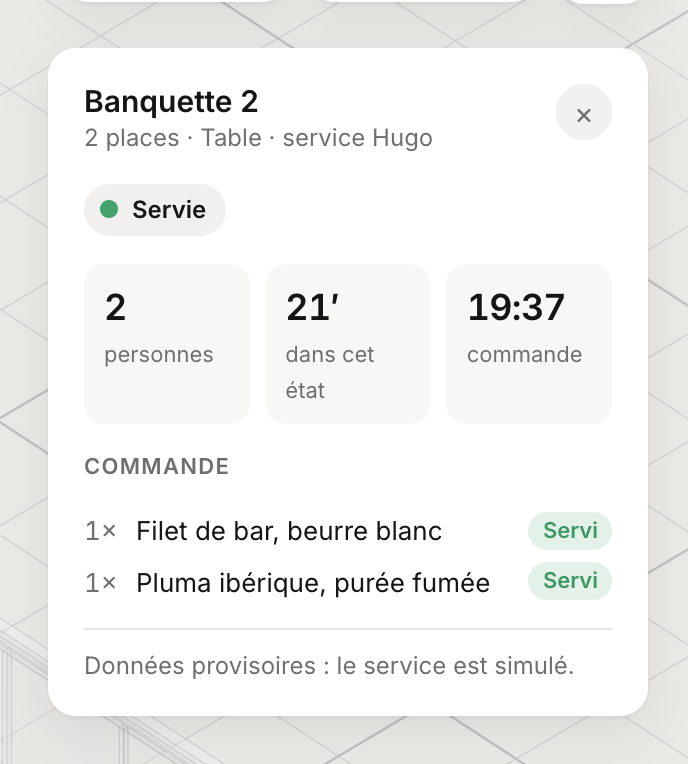 Banquette 2
2 places · Table · service Hugo
×
Servie
2
personnes
21′
dans cet
état
19:37
commande
COMMANDE
1× Filet de bar, beurre blanc Servi
1× Pluma ibérique, purée fumée Servi
Données provisoires : le service est simulé.